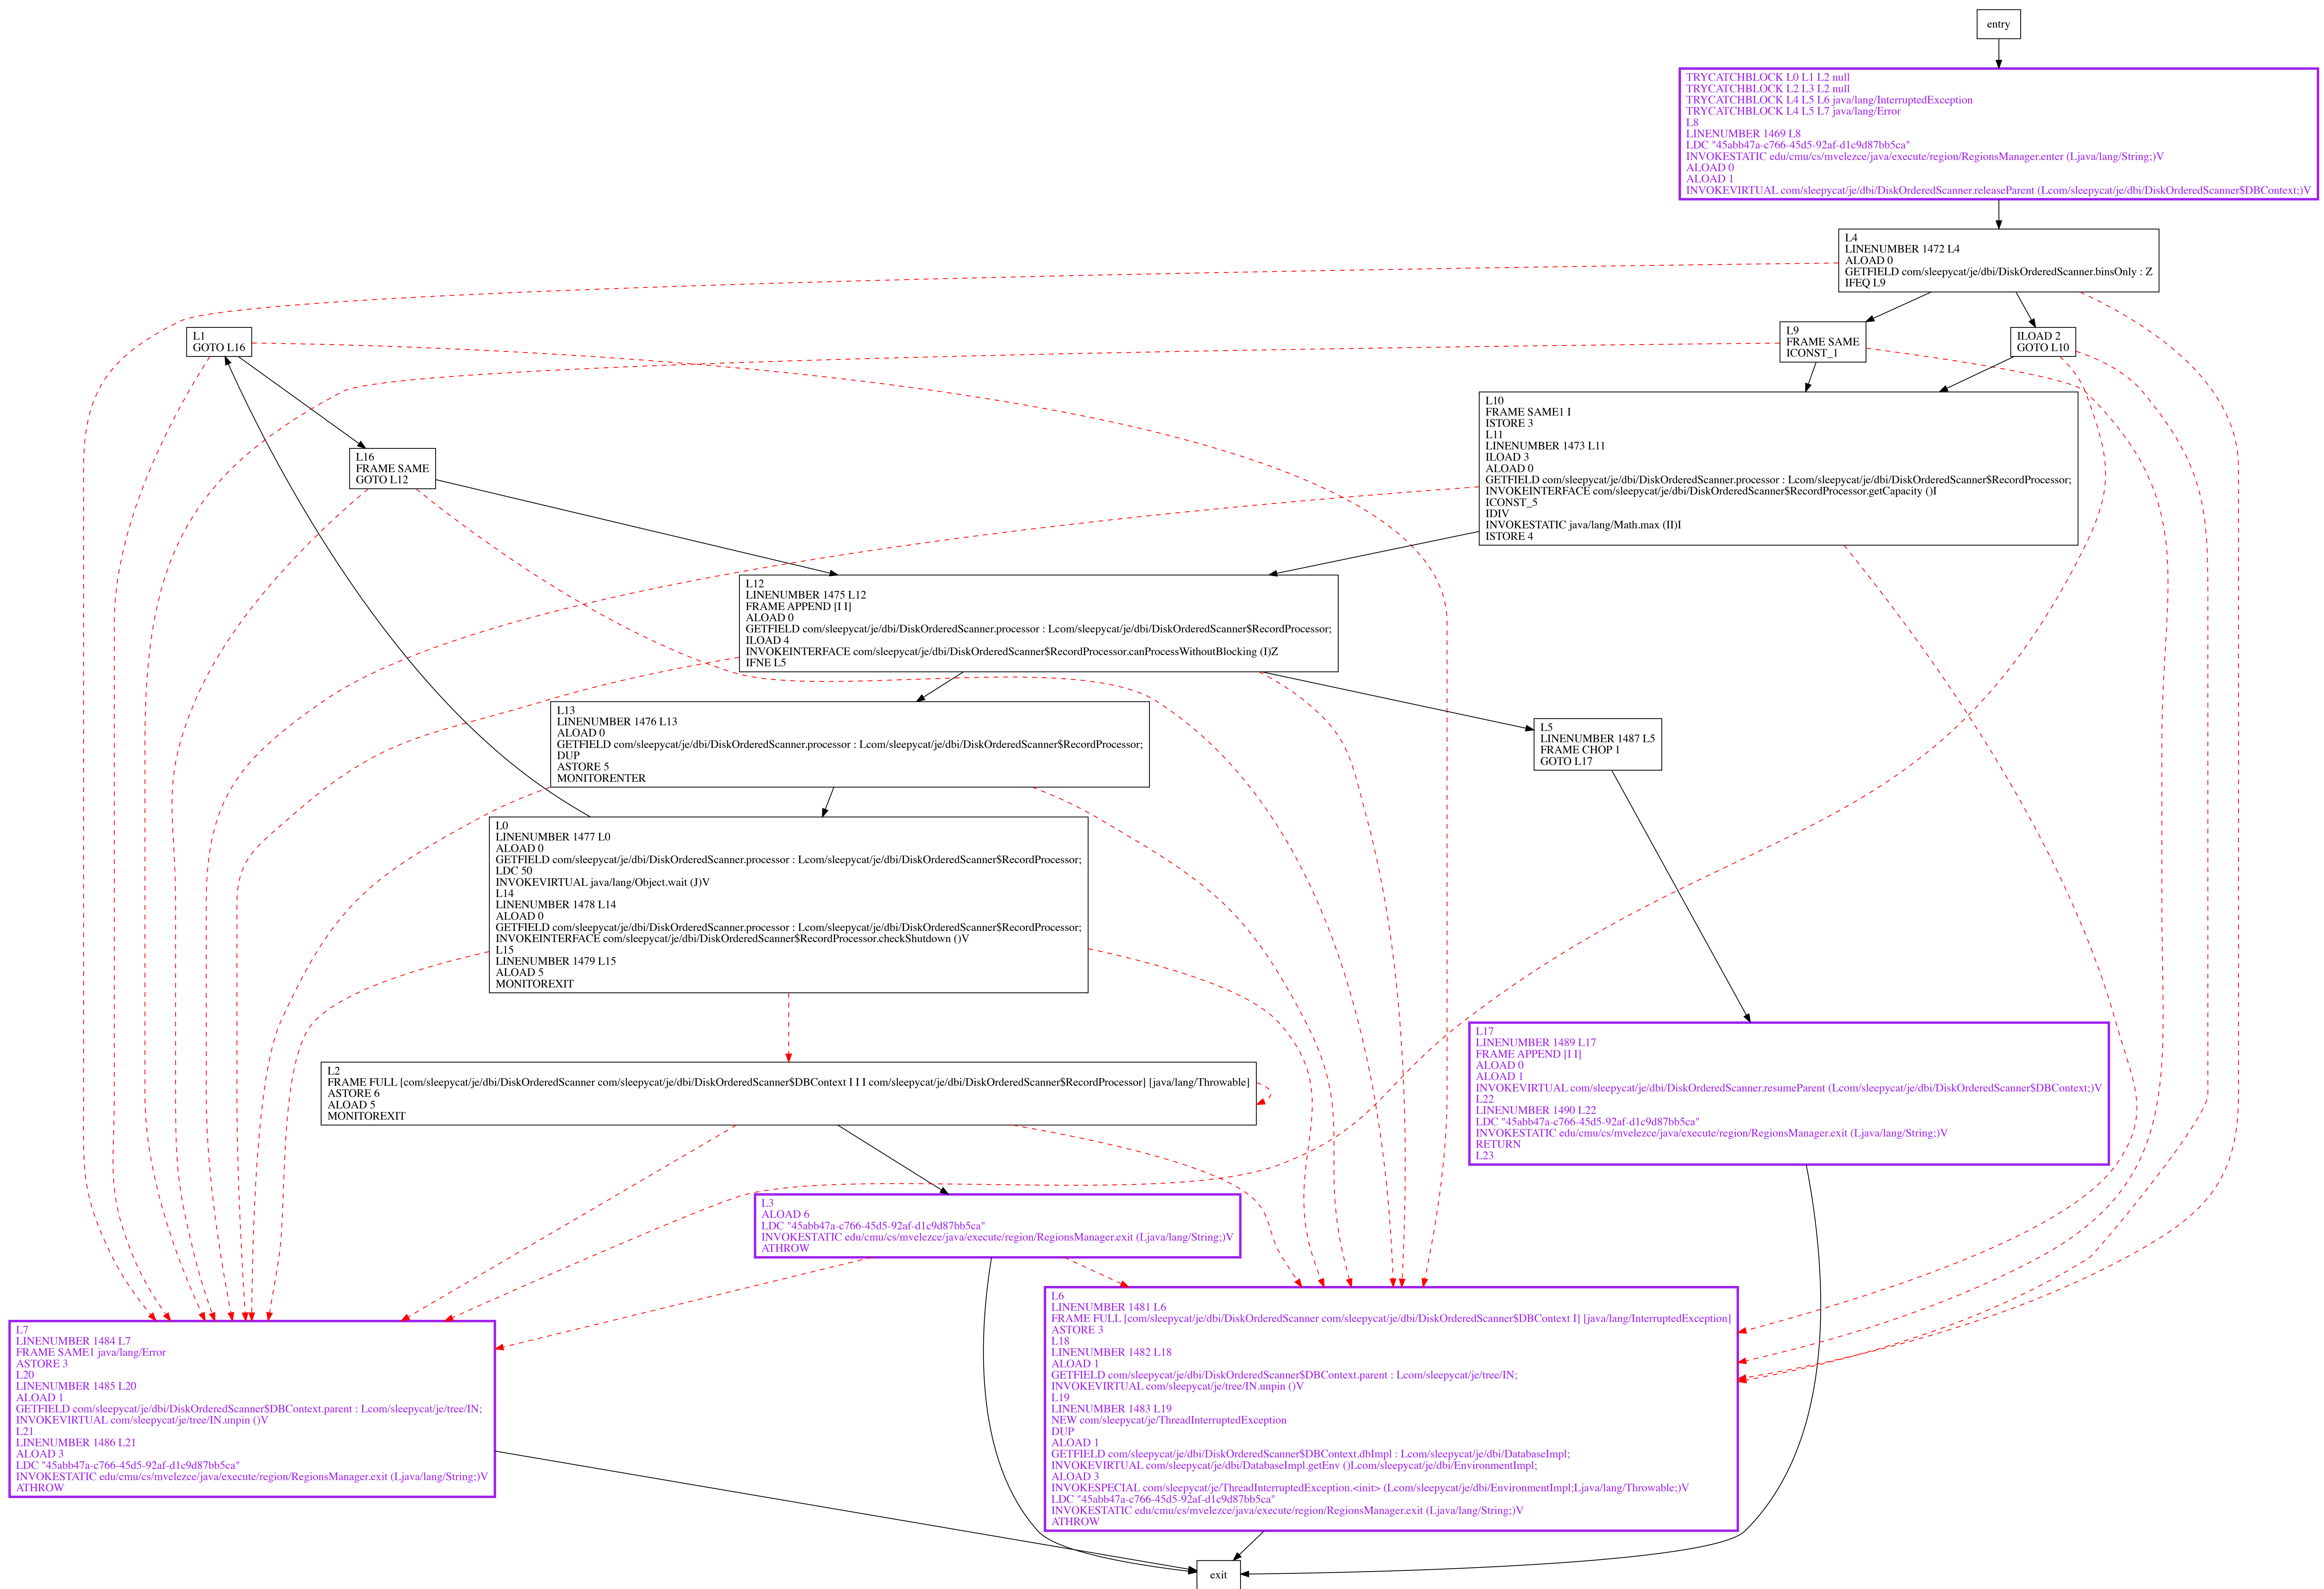 entry
TRYCATCHBLOCK L0 L1 L2 null
TRYCATCHBLOCK L2 L3 L2 null
TRYCATCHBLOCK L4 L5 L6 java/lang/InterruptedException
TRYCATCHBLOCK L4 L5 L7 java/lang/Error
L8
LINENUMBER 1469 L8
LDC "45abb47a-c766-45d5-92af-d1c9d87bb5ca"
INVOKESTATIC edu/cmu/cs/mvelezce/java/execute/region/RegionsManager.enter (Ljava/lang/String;)V
ALOAD 0
ALOAD 1
INVOKEVIRTUAL com/sleepycat/je/dbi/DiskOrderedScanner.releaseParent (Lcom/sleepycat/je/dbi/DiskOrderedScanner$DBContext;)V
L4
LINENUMBER 1472 L4
ALOAD 0
GETFIELD com/sleepycat/je/dbi/DiskOrderedScanner.binsOnly : Z
IFEQ L9
L1
GOTO L16
L9
FRAME SAME
ICONST_1
ILOAD 2
GOTO L10
L10
FRAME SAME1 I
ISTORE 3
L11
LINENUMBER 1473 L11
ILOAD 3
ALOAD 0
GETFIELD com/sleepycat/je/dbi/DiskOrderedScanner.processor : Lcom/sleepycat/je/dbi/DiskOrderedScanner$RecordProcessor;
INVOKEINTERFACE com/sleepycat/je/dbi/DiskOrderedScanner$RecordProcessor.getCapacity ()I
ICONST_5
IDIV
INVOKESTATIC java/lang/Math.max (II)I
ISTORE 4
L16
FRAME SAME
GOTO L12
L12
LINENUMBER 1475 L12
FRAME APPEND [I I]
ALOAD 0
GETFIELD com/sleepycat/je/dbi/DiskOrderedScanner.processor : Lcom/sleepycat/je/dbi/DiskOrderedScanner$RecordProcessor;
ILOAD 4
INVOKEINTERFACE com/sleepycat/je/dbi/DiskOrderedScanner$RecordProcessor.canProcessWithoutBlocking (I)Z
IFNE L5
L13
LINENUMBER 1476 L13
ALOAD 0
GETFIELD com/sleepycat/je/dbi/DiskOrderedScanner.processor : Lcom/sleepycat/je/dbi/DiskOrderedScanner$RecordProcessor;
DUP
ASTORE 5
MONITORENTER
L5
LINENUMBER 1487 L5
FRAME CHOP 1
GOTO L17
L0
LINENUMBER 1477 L0
ALOAD 0
GETFIELD com/sleepycat/je/dbi/DiskOrderedScanner.processor : Lcom/sleepycat/je/dbi/DiskOrderedScanner$RecordProcessor;
LDC 50
INVOKEVIRTUAL java/lang/Object.wait (J)V
L14
LINENUMBER 1478 L14
ALOAD 0
GETFIELD com/sleepycat/je/dbi/DiskOrderedScanner.processor : Lcom/sleepycat/je/dbi/DiskOrderedScanner$RecordProcessor;
INVOKEINTERFACE com/sleepycat/je/dbi/DiskOrderedScanner$RecordProcessor.checkShutdown ()V
L15
LINENUMBER 1479 L15
ALOAD 5
MONITOREXIT
L2
FRAME FULL [com/sleepycat/je/dbi/DiskOrderedScanner com/sleepycat/je/dbi/DiskOrderedScanner$DBContext I I I com/sleepycat/je/dbi/DiskOrderedScanner$RecordProcessor] [java/lang/Throwable]
ASTORE 6
ALOAD 5
MONITOREXIT
L17
LINENUMBER 1489 L17
FRAME APPEND [I I]
ALOAD 0
ALOAD 1
INVOKEVIRTUAL com/sleepycat/je/dbi/DiskOrderedScanner.resumeParent (Lcom/sleepycat/je/dbi/DiskOrderedScanner$DBContext;)V
L22
LINENUMBER 1490 L22
LDC "45abb47a-c766-45d5-92af-d1c9d87bb5ca"
INVOKESTATIC edu/cmu/cs/mvelezce/java/execute/region/RegionsManager.exit (Ljava/lang/String;)V
RETURN
L23
L3
ALOAD 6
LDC "45abb47a-c766-45d5-92af-d1c9d87bb5ca"
INVOKESTATIC edu/cmu/cs/mvelezce/java/execute/region/RegionsManager.exit (Ljava/lang/String;)V
ATHROW
L7
LINENUMBER 1484 L7
FRAME SAME1 java/lang/Error
ASTORE 3
L20
LINENUMBER 1485 L20
ALOAD 1
GETFIELD com/sleepycat/je/dbi/DiskOrderedScanner$DBContext.parent : Lcom/sleepycat/je/tree/IN;
INVOKEVIRTUAL com/sleepycat/je/tree/IN.unpin ()V
L21
LINENUMBER 1486 L21
ALOAD 3
LDC "45abb47a-c766-45d5-92af-d1c9d87bb5ca"
INVOKESTATIC edu/cmu/cs/mvelezce/java/execute/region/RegionsManager.exit (Ljava/lang/String;)V
ATHROW
L6
LINENUMBER 1481 L6
FRAME FULL [com/sleepycat/je/dbi/DiskOrderedScanner com/sleepycat/je/dbi/DiskOrderedScanner$DBContext I] [java/lang/InterruptedException]
ASTORE 3
L18
LINENUMBER 1482 L18
ALOAD 1
GETFIELD com/sleepycat/je/dbi/DiskOrderedScanner$DBContext.parent : Lcom/sleepycat/je/tree/IN;
INVOKEVIRTUAL com/sleepycat/je/tree/IN.unpin ()V
L19
LINENUMBER 1483 L19
NEW com/sleepycat/je/ThreadInterruptedException
DUP
ALOAD 1
GETFIELD com/sleepycat/je/dbi/DiskOrderedScanner$DBContext.dbImpl : Lcom/sleepycat/je/dbi/DatabaseImpl;
INVOKEVIRTUAL com/sleepycat/je/dbi/DatabaseImpl.getEnv ()Lcom/sleepycat/je/dbi/EnvironmentImpl;
ALOAD 3
INVOKESPECIAL com/sleepycat/je/ThreadInterruptedException.&lt;init&gt; (Lcom/sleepycat/je/dbi/EnvironmentImpl;Ljava/lang/Throwable;)V
LDC "45abb47a-c766-45d5-92af-d1c9d87bb5ca"
INVOKESTATIC edu/cmu/cs/mvelezce/java/execute/region/RegionsManager.exit (Ljava/lang/String;)V
ATHROW
exit